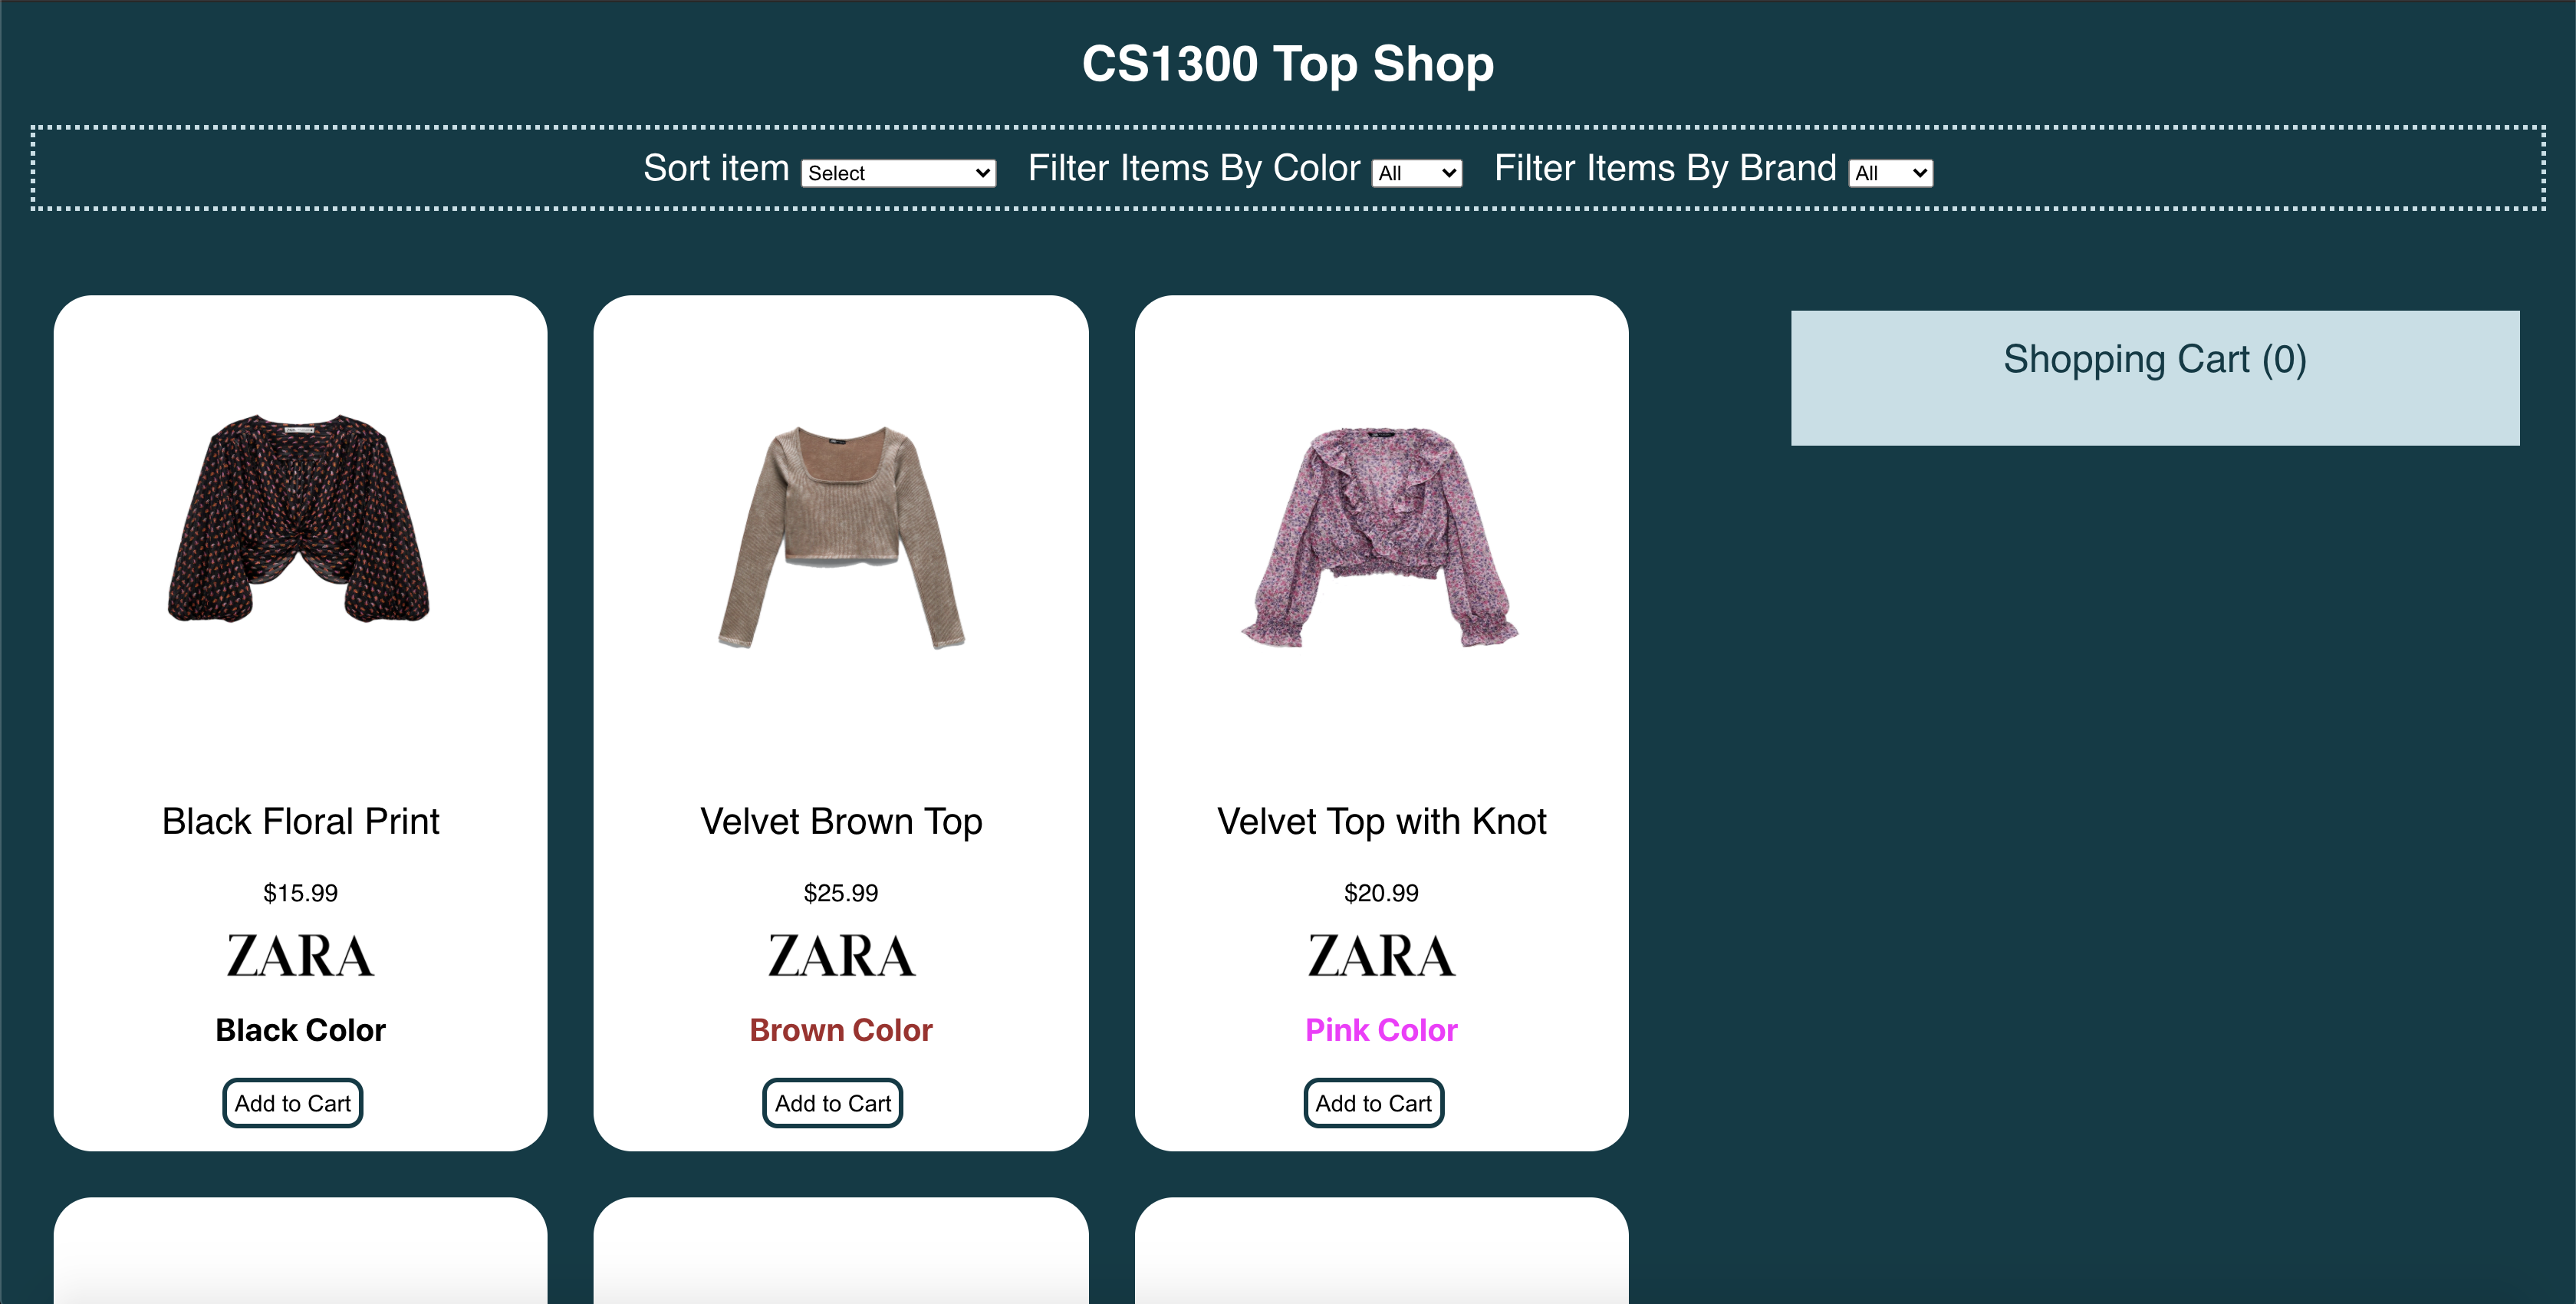 CS1300 Top Shop
Sort item Select Filter Items By Color All Filter Items By Brand All
Shopping Cart (0)
Black Floral Print
$15.99
ZARA
Black Color
Add to Cart
Velvet Brown Top
$25.99
ZARA
Brown Color
Add to Cart
Velvet Top with Knot
$20.99
ZARA
Pink Color
Add to Cart